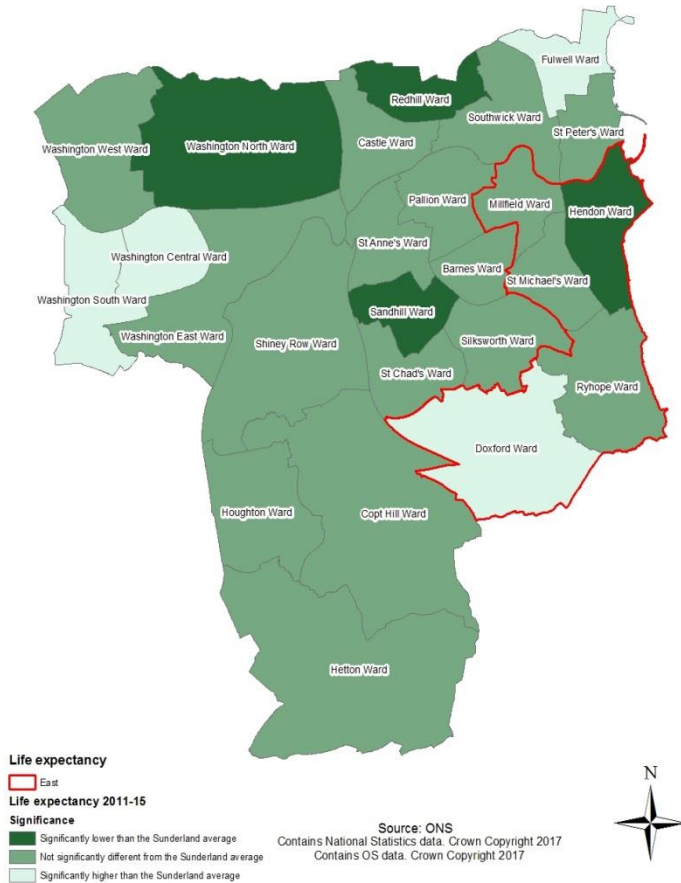 Fulwell Ward
Redhill Ward
Southwick Ward
St Peter's Ward
Washington West Ward
Washington North Ward
Castle Ward
Pallion Ward
Millfield Ward
Hendon Ward
St Anne's Ward
Washington Central Ward
Barnes Ward
St Michael's Ward
Washington South Ward
Sandhill Ward
Washington East Ward
Shiney Row Ward
Silksworth Ward
St Chad's Ward
Ryhope Ward
Doxford Ward
Houghton Ward
Copt Hill Ward
Hetton Ward
Life expectancy
East
Life expectancy 2011-15
Significance
Significantly lower than the Sunderland average
Not significantly different from the Sunderland average
Significantly higher than the Sunderland average
Source: ONS
Contains National Statistics data. Crown Copyright 2017
Contains OS data. Crown Copyright 2017
N